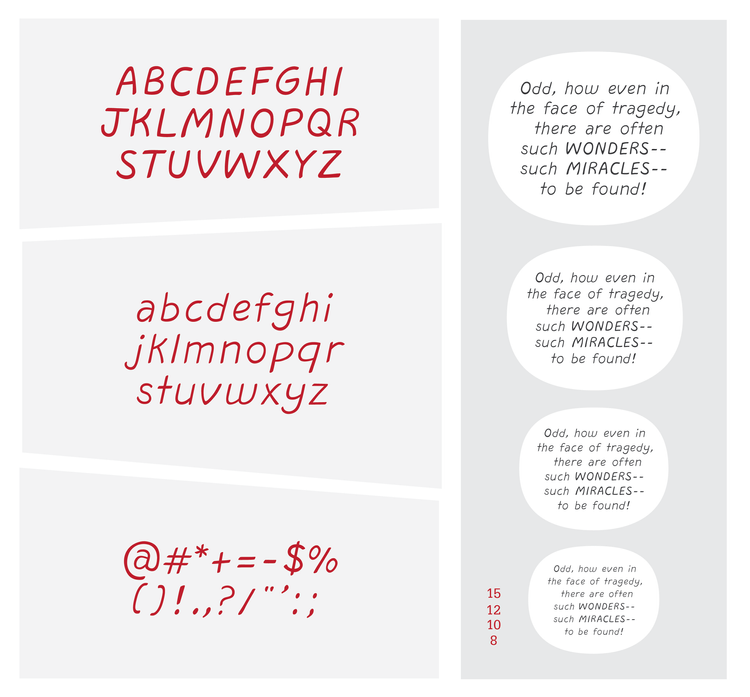 ABCDEFGHI
JKLMNOPQR
STUVWXYZ
abcdefghi
jklmnopqr
stuvwxyz
@#*+=-$%
()!.,?/"':;
Odd, how even in
the face of tragedy,
there are often
such WONDERS--
such MIRACLES--
to be found!
Odd, how even in
the face of tragedy,
there are often
such WONDERS--
such MIRACLES--
to be found!
Odd, how even in
the face of tragedy,
there are often
such WONDERS--
such MIRACLES--
to be found!
Odd, how even in
the face of tragedy,
there are often
such WONDERS--
such MIRACLES--
to be found!
15
12
10
8